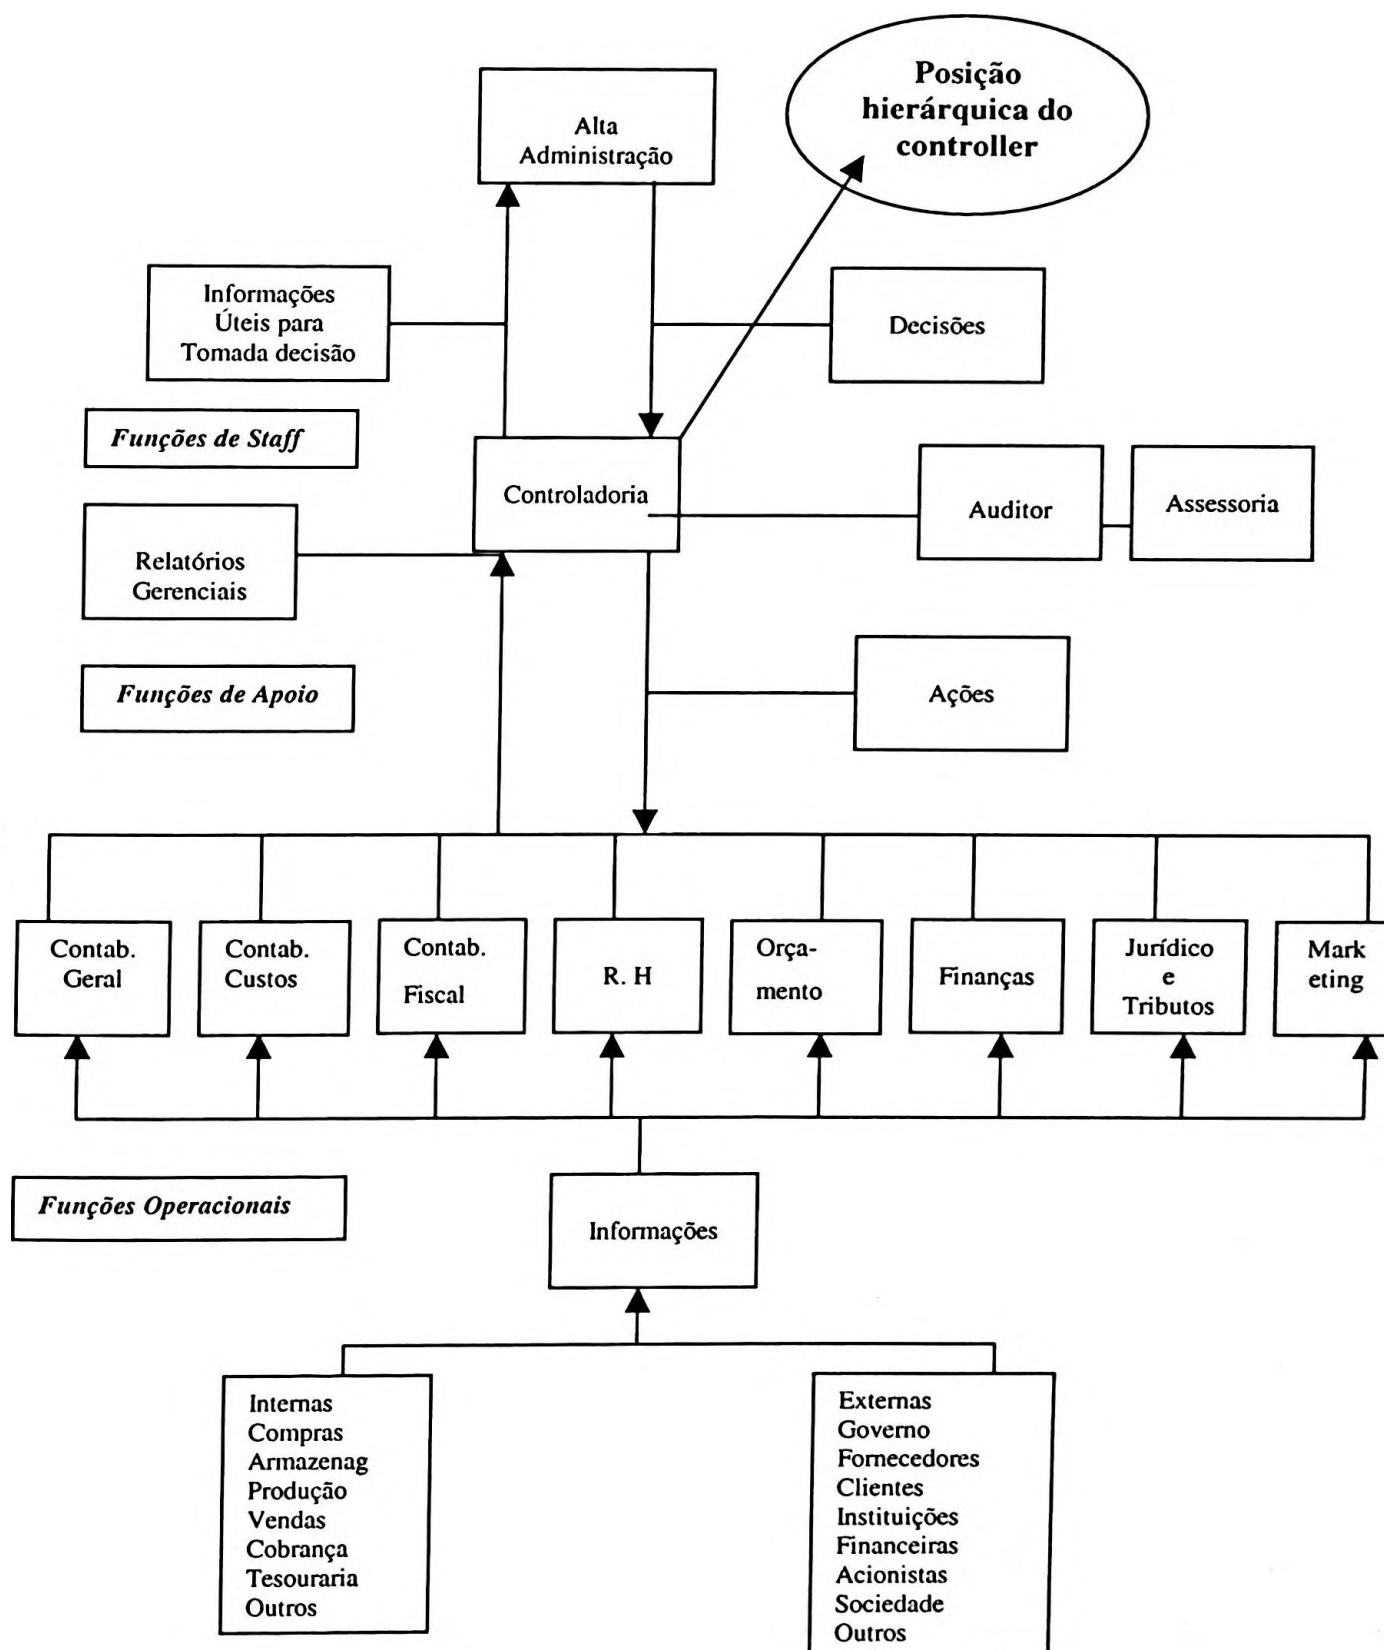 Posição
hierárquica do
controller
Alta
Administração
Informações
Úteis para
Tomada decisão
Decisões
Funções de Staff
Controladoria
Auditor
Assessoria
Relatórios
Gerenciais
Funções de Apoio
Ações
Contab.
Geral
Contab.
Custos
Contab.
Fiscal
R. H
Orça-
mento
Finanças
Jurídico
e
Tributos
Mark
eting
Funções Operacionais
Informações
Internas
Compras
Armazenag
Produção
Vendas
Cobrança
Tesouraria
Outros
Externas
Governo
Fornecedores
Clientes
Instituições
Financeiras
Acionistas
Sociedade
Outros